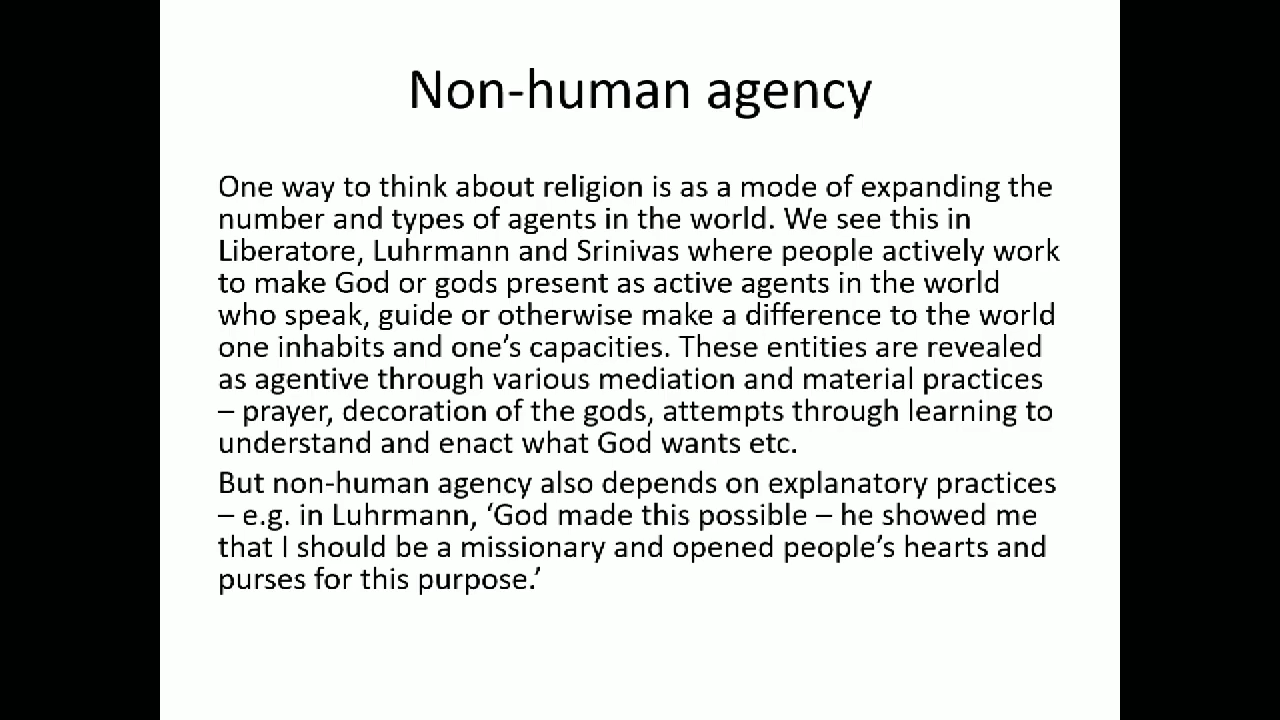 Non-human agency
One way to think about religion is as a mode of expanding the
number and types of agents in the world. We see this in
Liberatore, Luhrmann and Srinivas where people actively work
to make God or gods present as active agents in the world
who speak, guide or otherwise make a difference to the world
one inhabits and one’s capacities. These entities are revealed
as agentive through various mediation and material practices
– prayer, decoration of the gods, attempts through learning to
understand and enact what God wants etc.
But non-human agency also depends on explanatory practices
– e.g. in Luhrmann, ‘God made this possible – he showed me
that I should be a missionary and opened people’s hearts and
purses for this purpose.’